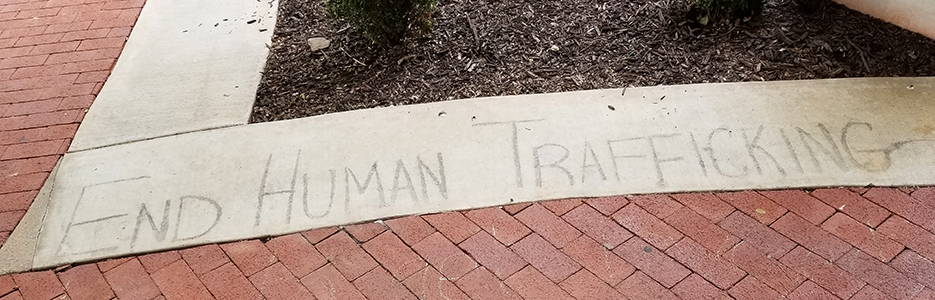 END HUMAN TRAFFICKING